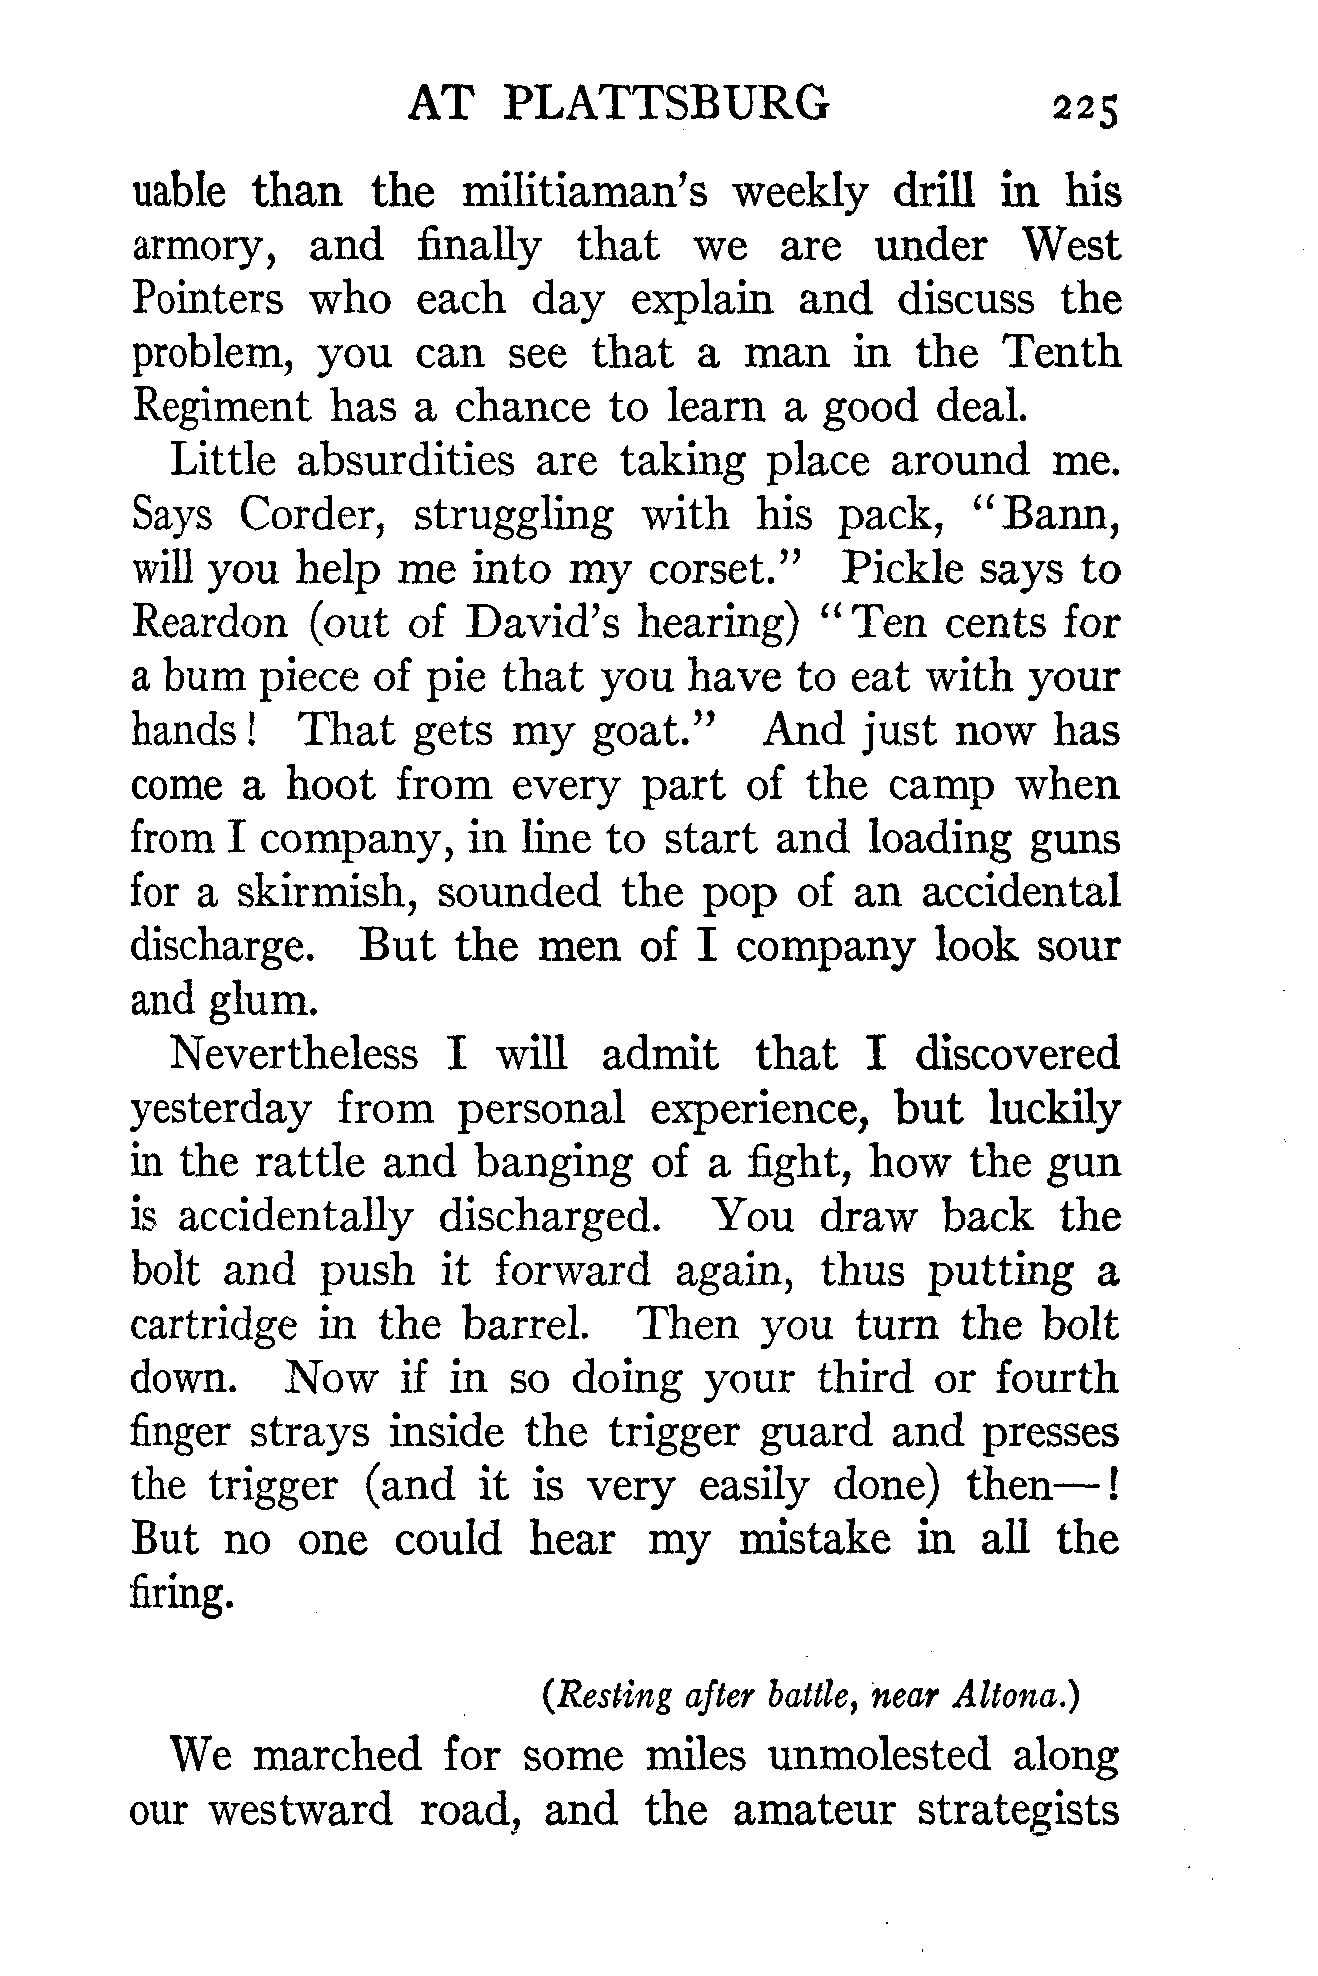 AT PLATTSBURG 225
uable than the militiaman's weekly drill in his
armory, and finally that we are under West
Pointers who each day explain and discuss the
problem, you can see that a man in the Tenth
Regiment has a chance to learn a good deal.
Little absurdities are taking place around me.
Says Corder, struggling with his pack, "Bann,
will you help me into my corset." Pickle says to
Reardon (out of David's hearing) "Ten cents for
a bum piece of pie that you have to eat with your
hands! That gets my goat." And just now has
come a hoot from every part of the camp when
from I company, in line to start and loading guns
for a skirmish, sounded the pop of an accidental
discharge. But the men of I company look sour
and glum.
Nevertheless I will admit that I discovered
yesterday from personal experience, but luckily
in the rattle and banging of a fight, how the gun
is accidentally discharged. You draw back the
bolt and push it forward again, thus putting a
cartridge in the barrel. Then you turn the bolt
down. Now if in so doing your third or fourth
finger strays inside the trigger guard and presses
the trigger (and it is very easily done) then—!
But no one could hear my mistake in all the
firing.
(Resting after battle, near Altona.)
We marched for some miles unmolested along
our westward road, and the amateur strategists